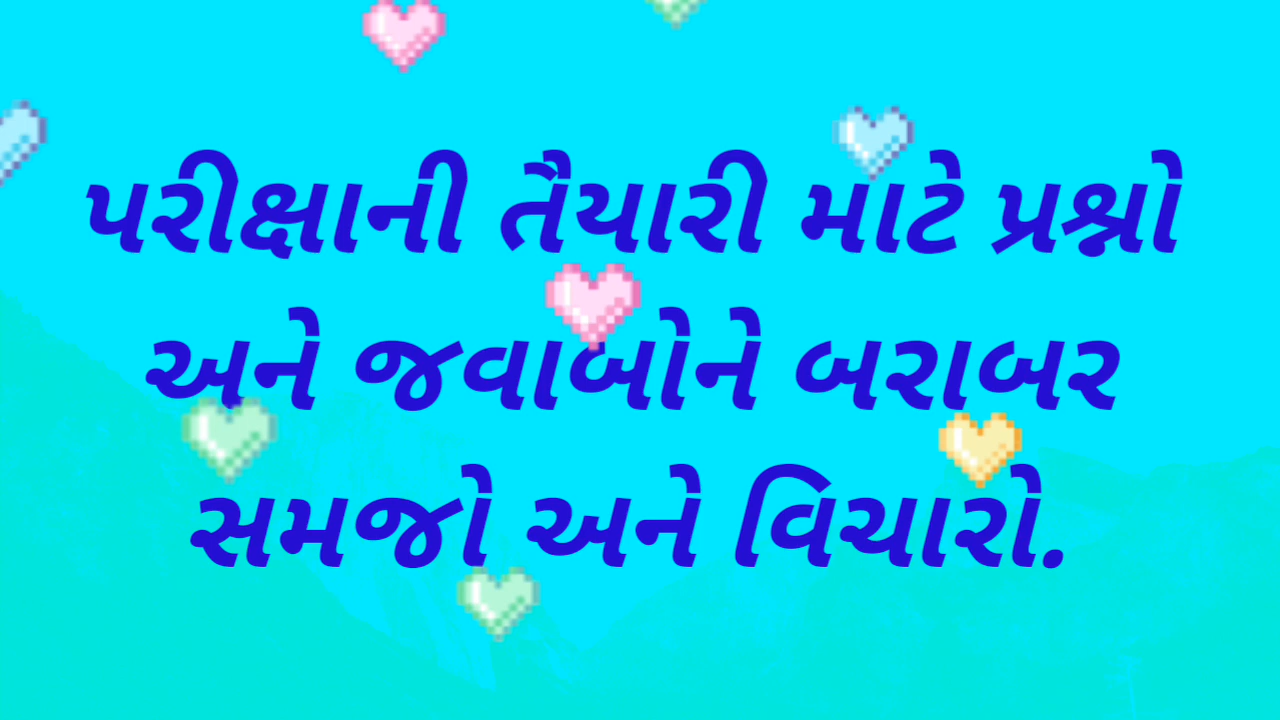 પરીક્ષાની તૈયારી માટે પ્રશ્નો
અને જવાબોને બરાબર
સમજો અને વિચારો.